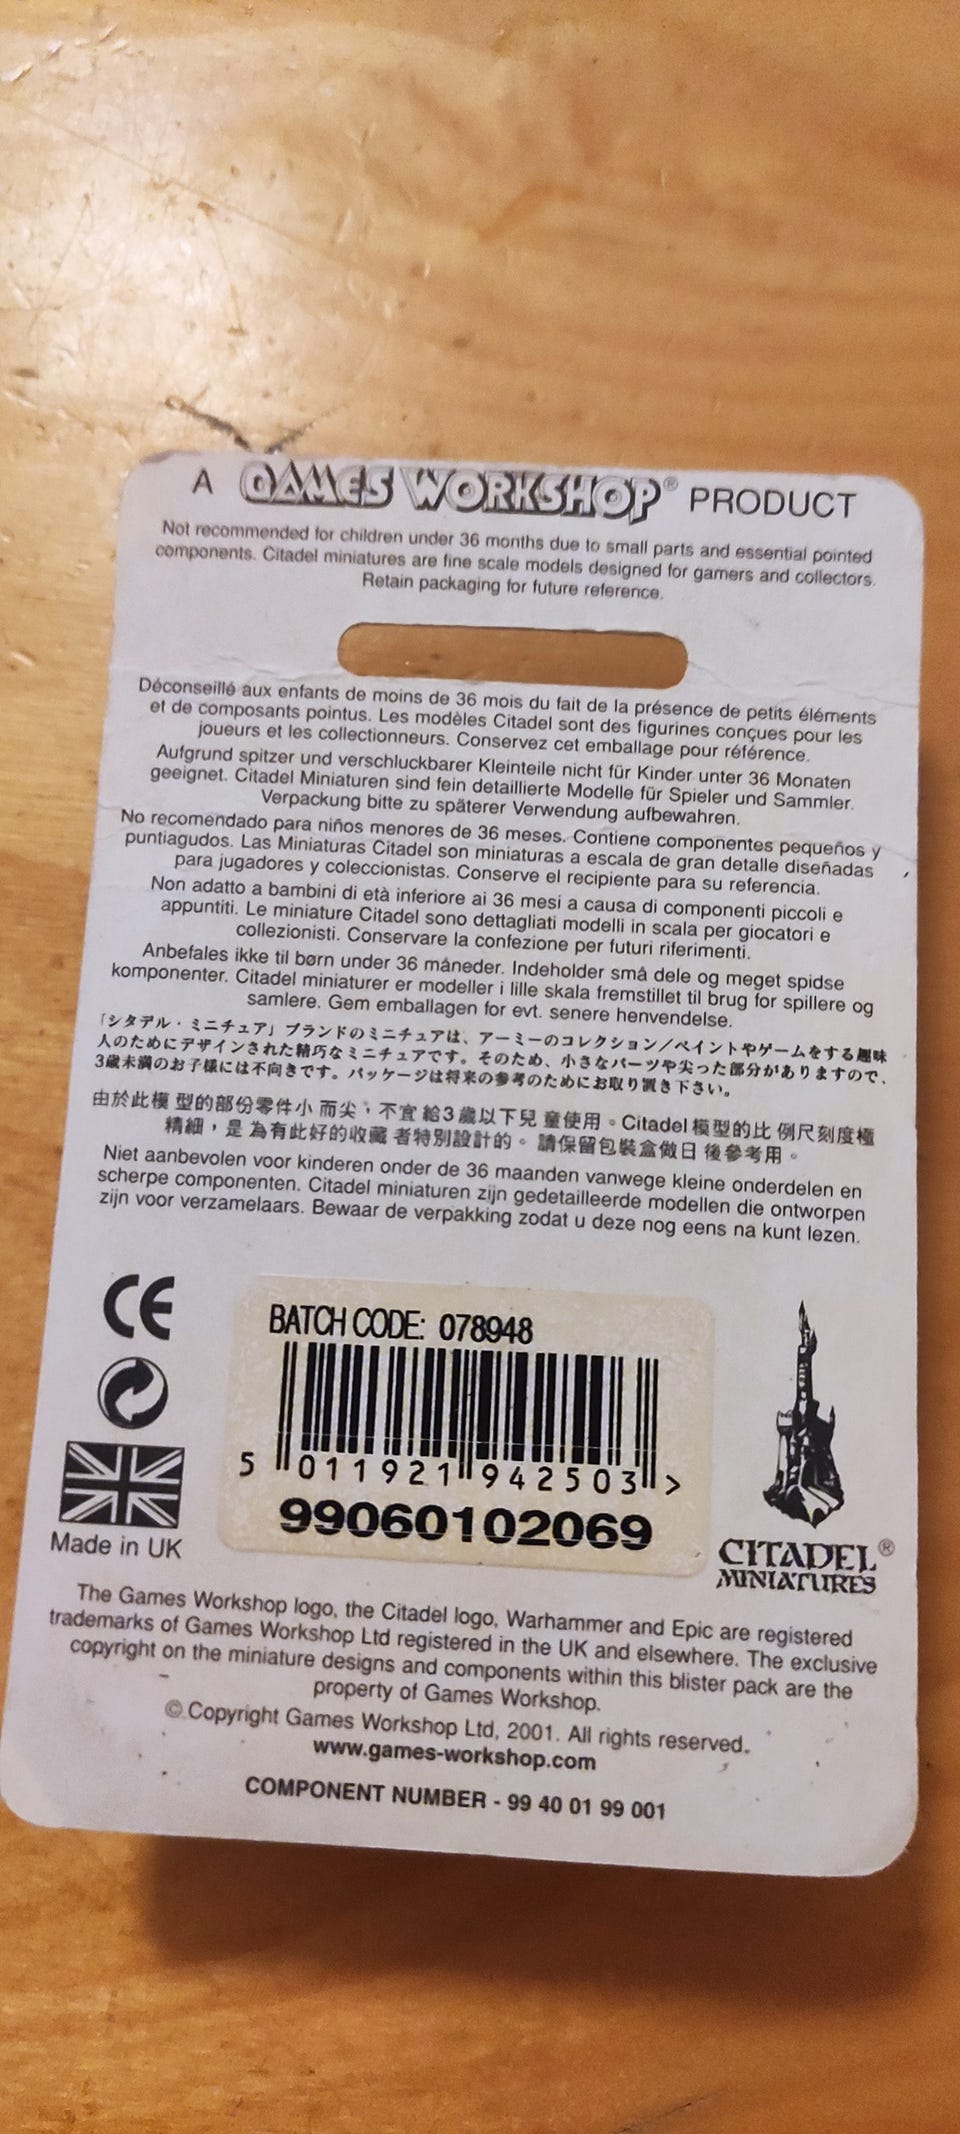 A GAMES WORKSHOP® PRODUCT
Not recommended for children under 36 months due to small parts and essential pointed
components. Citadel miniatures are fine scale models designed for gamers and collectors.
Retain packaging for future reference.
Déconseillé aux enfants de moins de 36 mois du fait de la présence de petits éléments
et de composants pointus. Les modèles Citadel sont des figurines conçues pour les
joueurs et les collectionneurs. Conservez cet emballage pour référence.
Aufgrund spitzer und verschluckbarer Kleinteile nicht für Kinder unter 36 Monaten
geeignet. Citadel Miniaturen sind fein detaillierte Modelle für Spieler und Sammler.
Verpackung bitte zu späterer Verwendung aufbewahren.
No recomendado para niños menores de 36 meses. Contiene componentes pequeños y
puntiagudos. Las Miniaturas Citadel son miniaturas a escala de gran detalle diseñadas
para jugadores y coleccionistas. Conserve el recipiente para su referencia.
Non adatto a bambini di età inferiore ai 36 mesi a causa di componenti piccoli e
appuntiti. Le miniature Citadel sono dettagliati modelli in scala per giocatori e
collezionisti. Conservare la confezione per futuri riferimenti.
Anbefales ikke til børn under 36 måneder. Indeholder små dele og meget spidse
komponenter. Citadel miniaturer er modeller i lille skala fremstillet til brug for spillere og
samlere. Gem emballagen for evt. senere henvendelse.
「シタデル・ミニチュア」ブランドのミニチュアは、アーミーのコレクション／ペイントやゲームをする趣味
人のためにデザインされた精巧なミニチュアです。そのため、小さなパーツや尖った部分がありますので、
3歳未満のお子様には不向きです。パッケージは将来の参考のためにお取り置き下さい。
由於此模 型的部份零件小 而尖，不宜 給3歲以下兒 童使用。Citadel 模型的比 例尺刻度極
精細，是 為有此好的收藏 者特別設計的。 請保留包裝盒做日 後參考用。
Niet aanbevolen voor kinderen onder de 36 maanden vanwege kleine onderdelen en
scherpe componenten. Citadel miniaturen zijn gedetailleerde modellen die ontworpen
zijn voor verzamelaars. Bewaar de verpakking zodat u deze nog eens na kunt lezen.
CE
BATCH CODE: 078948
5 011921 942503 >
99060102069
Made in UK
CITADEL®
MINIATURES
The Games Workshop logo, the Citadel logo, Warhammer and Epic are registered
trademarks of Games Workshop Ltd registered in the UK and elsewhere. The exclusive
copyright on the miniature designs and components within this blister pack are the
property of Games Workshop.
© Copyright Games Workshop Ltd, 2001. All rights reserved.
www.games-workshop.com
COMPONENT NUMBER - 99 40 01 99 001